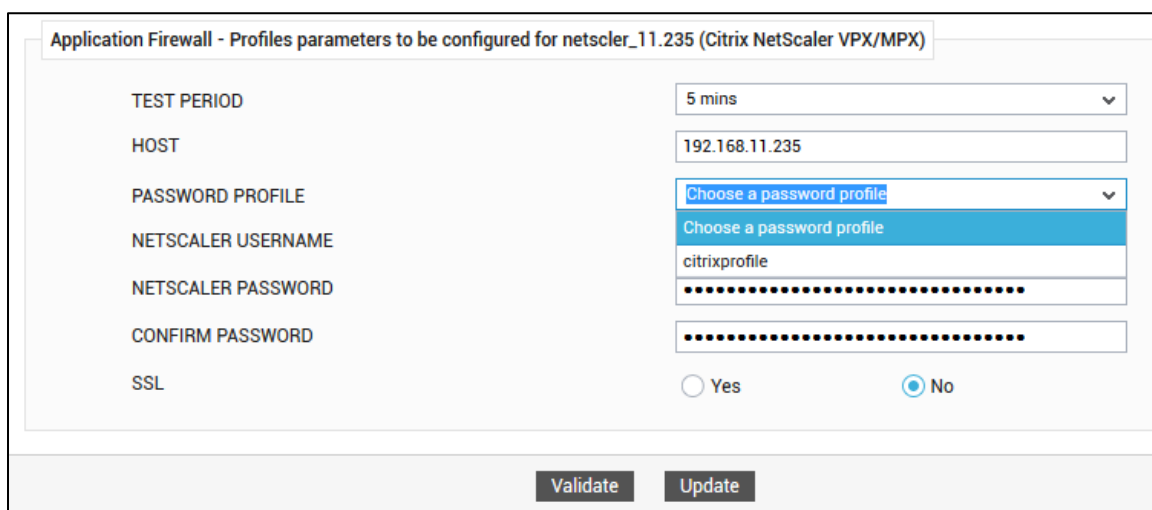 Application Firewall - Profiles parameters to be configured for netscler_11.235 (Citrix NetScaler VPX/MPX)
TEST PERIOD 5 mins
HOST 192.168.11.235
PASSWORD PROFILE Choose a password profile
Choose a password profile
NETSCALER USERNAME
citrixprofile
NETSCALER PASSWORD ••••••••••••••••••••••••••••••••
CONFIRM PASSWORD ••••••••••••••••••••••••••••••••
SSL Yes No
Validate Update